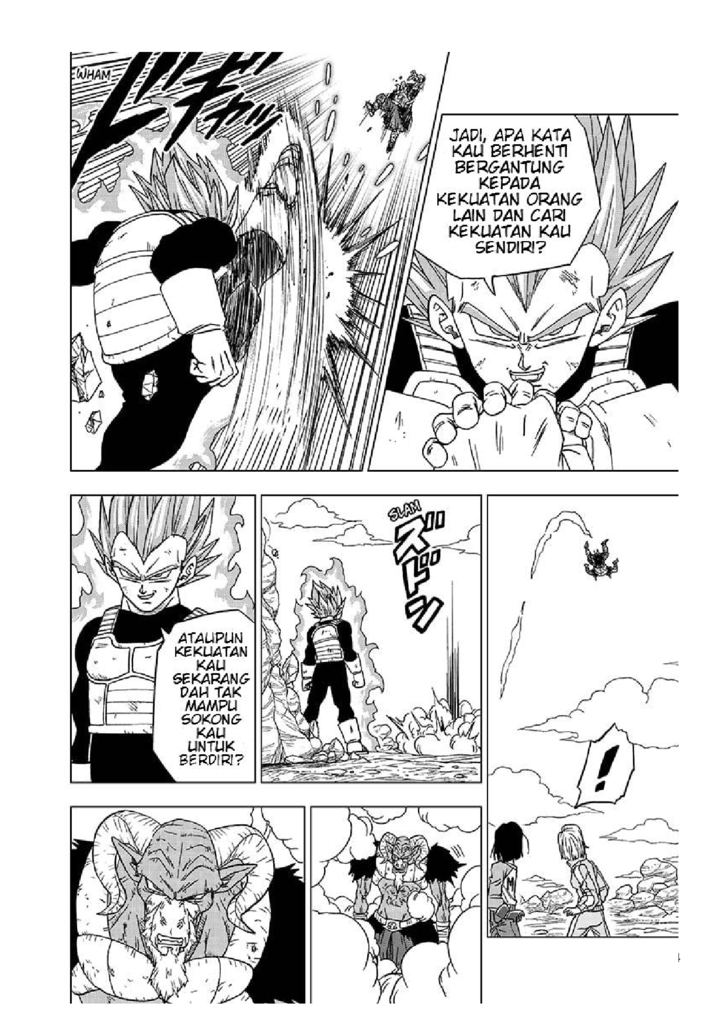 WHAM
ドギャッ
JADI, APA KATA
KAU BERHENTI
BERGANTUNG
KEPADA
KEKUATAN ORANG
LAIN DAN CARI
KEKUATAN KAU
SENDIRI?
ATAUPUN
KEKUATAN
KAU
SEKARANG
DAH TAK
MAMPU
SOKONG
KAU
UNTUK
BERDIRI?
SLAM
ズドン
!